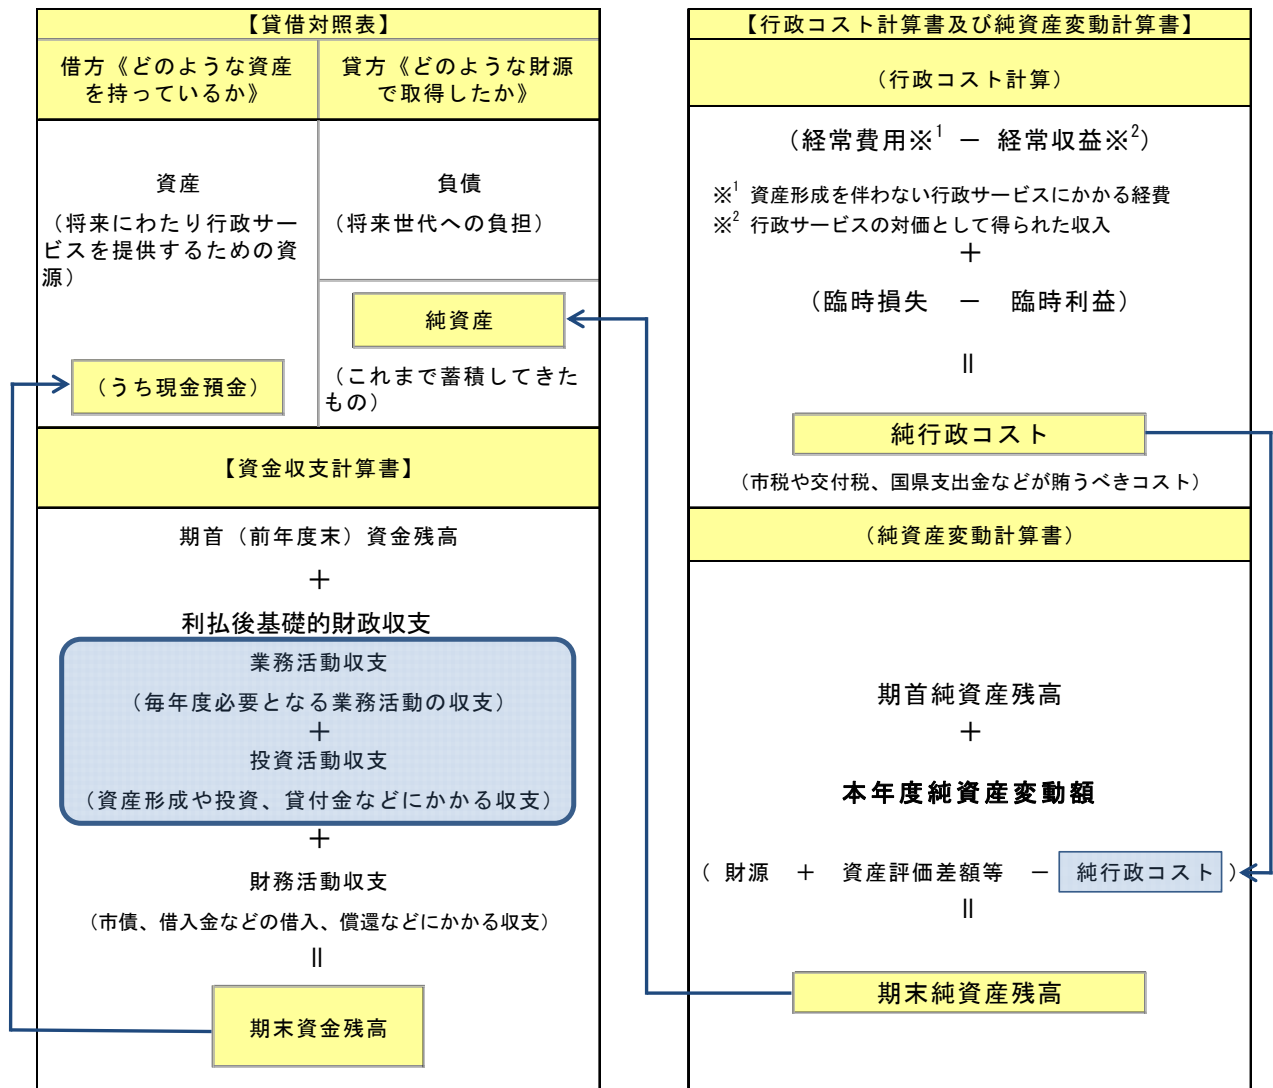 【貸借対照表】
借方《どのような資産
を持っているか》
貸方《どのような財源
で取得したか》
資産
（将来にわたり行政サー
ビスを提供するための資
源）
（うち現金預金）
負債
（将来世代への負担）
純資産
（これまで蓄積してきた
もの）
【資金収支計算書】
期首（前年度末）資金残高
＋
利払後基礎的財政収支
業務活動収支
（毎年度必要となる業務活動の収支）
＋
投資活動収支
（資産形成や投資、貸付金などにかかる収支）
＋
財務活動収支
（市債、借入金などの借入、償還などにかかる収支）
＝
期末資金残高
【行政コスト計算書及び純資産変動計算書】
（行政コスト計算）
（経常費用※1 － 経常収益※2）
※1 資産形成を伴わない行政サービスにかかる経費
※2 行政サービスの対価として得られた収入
＋
（臨時損失 － 臨時利益）
＝
純行政コスト
（市税や交付税、国県支出金などが賄うべきコスト）
（純資産変動計算書）
期首純資産残高
＋
本年度純資産変動額
（ 財源 ＋ 資産評価差額等 － 純行政コスト ）
＝
期末純資産残高